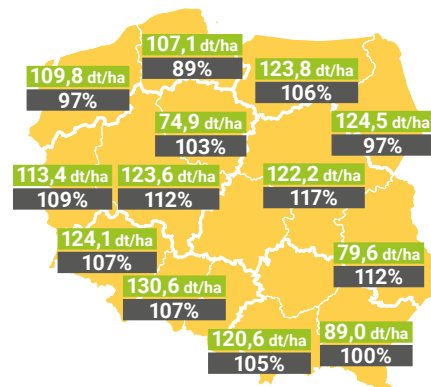 107,1 dt/ha
89%
109,8 dt/ha
97%
123,8 dt/ha
106%
74,9 dt/ha
103%
124,5 dt/ha
97%
113,4 dt/ha
109%
123,6 dt/ha
112%
122,2 dt/ha
117%
124,1 dt/ha
107%
79,6 dt/ha
112%
130,6 dt/ha
107%
120,6 dt/ha
105%
89,0 dt/ha
100%